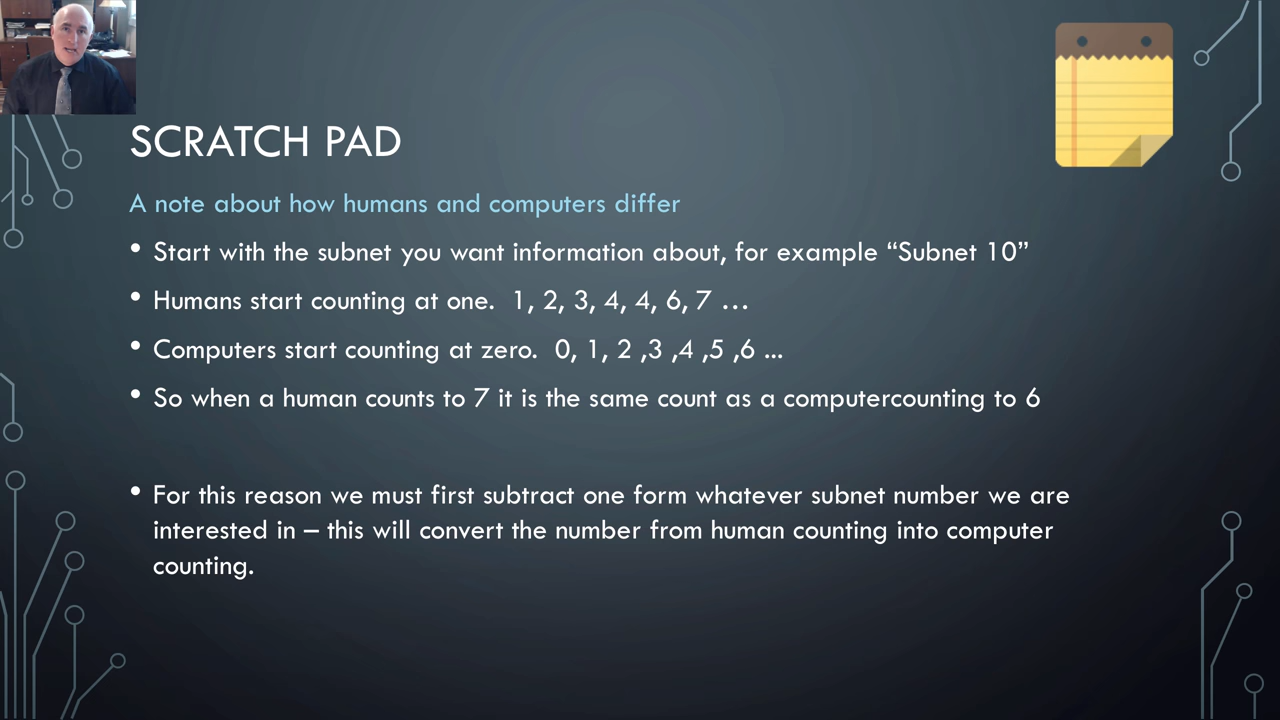 SCRATCH PAD
A note about how humans and computers differ
• Start with the subnet you want information about, for example “Subnet 10”
• Humans start counting at one.  1, 2, 3, 4, 4, 6, 7 …
• Computers start counting at zero.  0, 1, 2 ,3 ,4 ,5 ,6 ...
• So when a human counts to 7 it is the same count as a computercounting to 6
• For this reason we must first subtract one form whatever subnet number we are
interested in – this will convert the number from human counting into computer
counting.